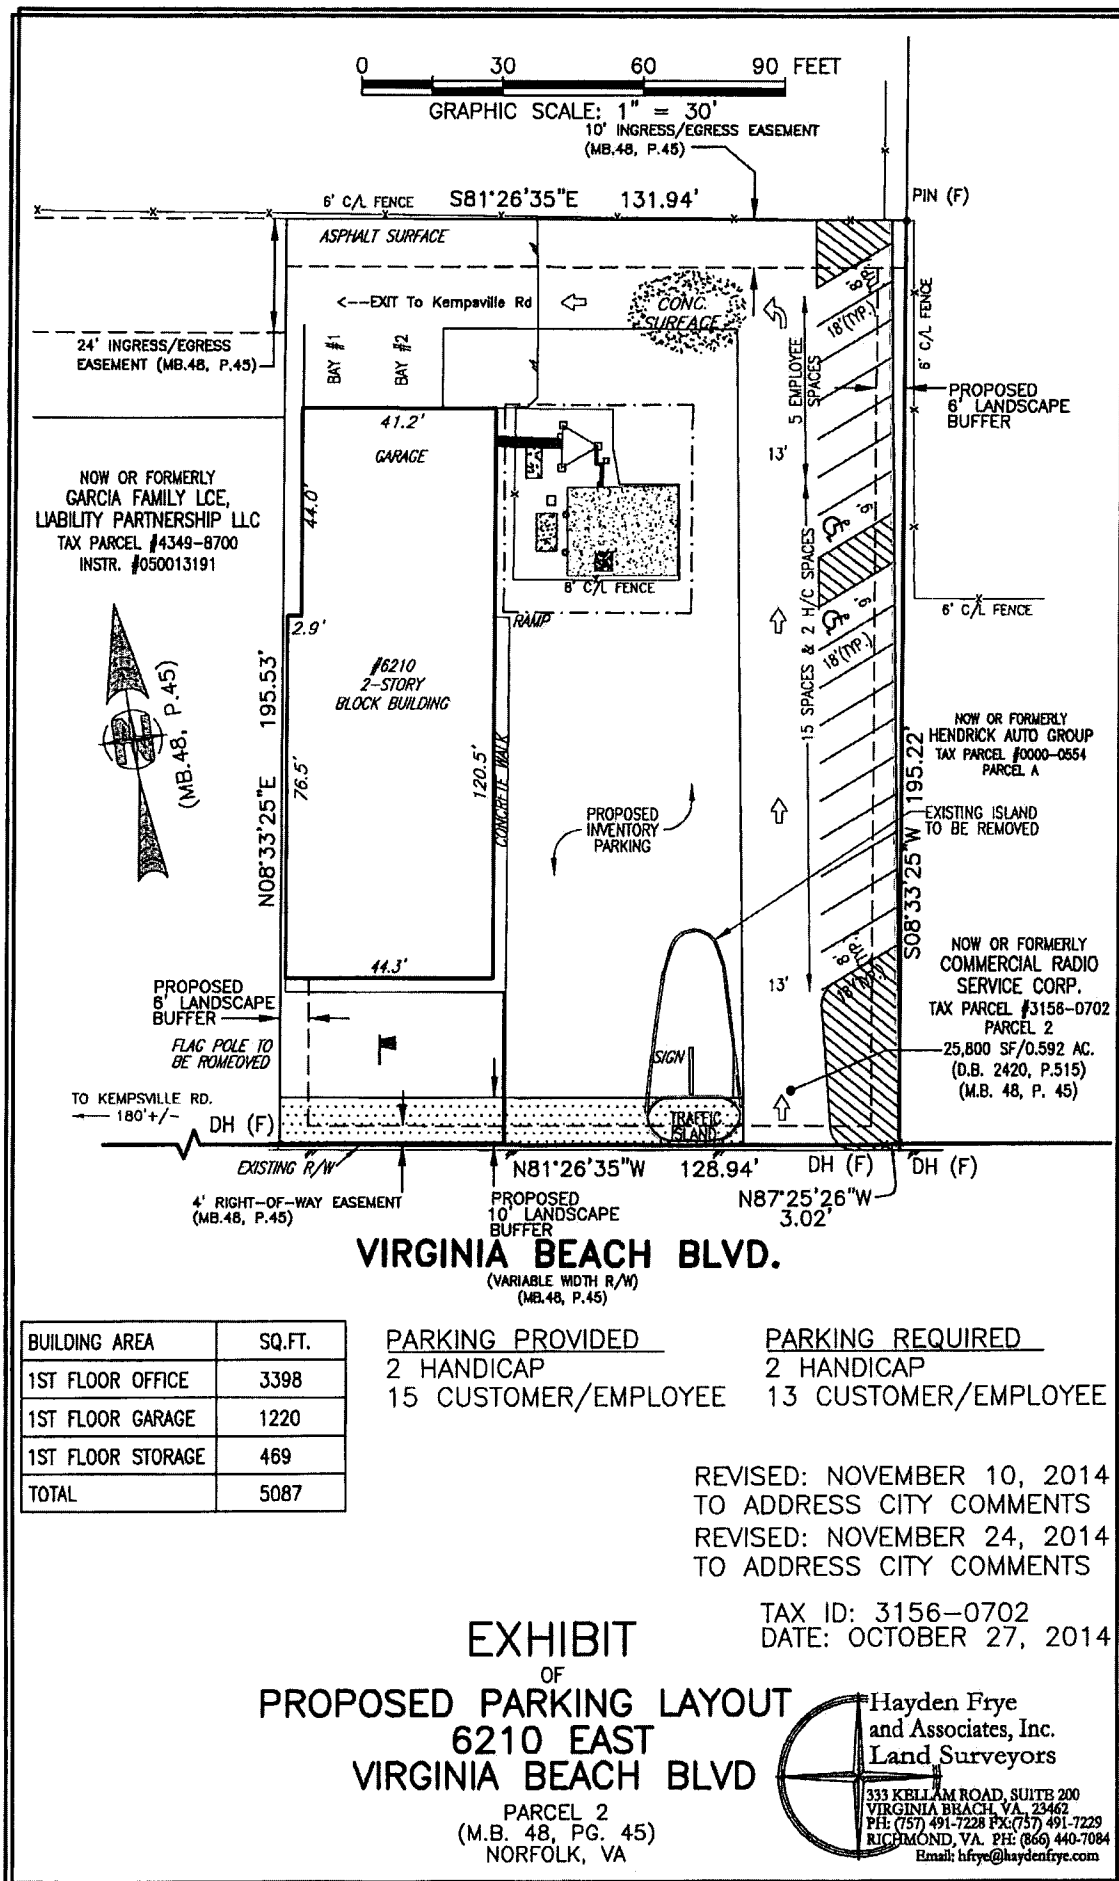 0 30 60 90 FEET
GRAPHIC SCALE: 1" = 30'
10' INGRESS/EGRESS EASEMENT
(MB.48, P.45)
6' C/L FENCE
S81°26'35"E 131.94'
PIN (F)
ASPHALT SURFACE
<--EXIT To Kempsville Rd
CONC.
SURFACE
8'
18'(TYP.)
6' C/L FENCE
24' INGRESS/EGRESS
EASEMENT (MB.48, P.45)
BAY #1
BAY #2
5 EMPLOYEE
SPACES
PROPOSED
6' LANDSCAPE
BUFFER
41.2'
GARAGE
13'
44.0'
NOW OR FORMERLY
GARCIA FAMILY LCE,
LIABILITY PARTNERSHIP LLC
TAX PARCEL #4349-8700
INSTR. #050013191
9'
6' C/L FENCE
15 SPACES & 2 H/C SPACES
9'
18'(TYP.)
6' C/L FENCE
RAMP
2.9'
#6210
2-STORY
BLOCK BUILDING
(MB.48, P.45)
N08°33'25"E 195.53'
76.5'
120.5'
CONCRETE WALK
NOW OR FORMERLY
HENDRICK AUTO GROUP
TAX PARCEL #0000-0554
PARCEL A
S08°33'25"W 195.22'
PROPOSED
INVENTORY
PARKING
EXISTING ISLAND
TO BE REMOVED
44.3'
8' TYP.
18'(TYP.)
13'
NOW OR FORMERLY
COMMERCIAL RADIO
SERVICE CORP.
TAX PARCEL #3156-0702
PARCEL 2
25,800 SF/0.592 AC.
(D.B. 2420, P.515)
(M.B. 48, P. 45)
PROPOSED
6' LANDSCAPE
BUFFER
FLAG POLE TO
BE ROMEOVED
SIGN
TO KEMPSVILLE RD.
180'+/-
DH (F)
TRAFFIC
ISLAND
EXISTING R/W
N81°26'35"W 128.94'
DH (F) DH (F)
4' RIGHT-OF-WAY EASEMENT
(MB.48, P.45)
PROPOSED
10' LANDSCAPE
BUFFER
N87°25'26"W
3.02'
VIRGINIA BEACH BLVD.
(VARIABLE WIDTH R/W)
(MB.48, P.45)
BUILDING AREA SQ.FT.
1ST FLOOR OFFICE 3398
1ST FLOOR GARAGE 1220
1ST FLOOR STORAGE 469
TOTAL 5087
PARKING PROVIDED
2 HANDICAP
15 CUSTOMER/EMPLOYEE
PARKING REQUIRED
2 HANDICAP
13 CUSTOMER/EMPLOYEE
REVISED: NOVEMBER 10, 2014
TO ADDRESS CITY COMMENTS
REVISED: NOVEMBER 24, 2014
TO ADDRESS CITY COMMENTS
TAX ID: 3156-0702
DATE: OCTOBER 27, 2014
EXHIBIT
OF
PROPOSED PARKING LAYOUT
6210 EAST
VIRGINIA BEACH BLVD
PARCEL 2
(M.B. 48, PG. 45)
NORFOLK, VA
Hayden Frye
and Associates, Inc.
Land Surveyors
333 KELLAM ROAD, SUITE 200
VIRGINIA BEACH, VA., 23462
PH: (757) 491-7228 FX:(757) 491-7229
RICHMOND, VA. PH: (866) 440-7084
Email: hfrye@haydenfrye.com